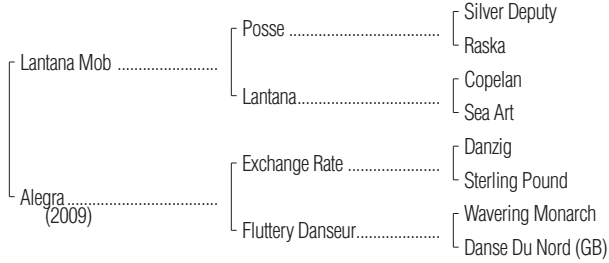 Silver Deputy
Posse ..................................
Raska
Lantana Mob .......................
Copelan
Lantana................................
Sea Art
Danzig
Exchange Rate .....................
Sterling Pound
Alegra..................................
(2009)
Wavering Monarch
Fluttery Danseur...................
Danse Du Nord (GB)